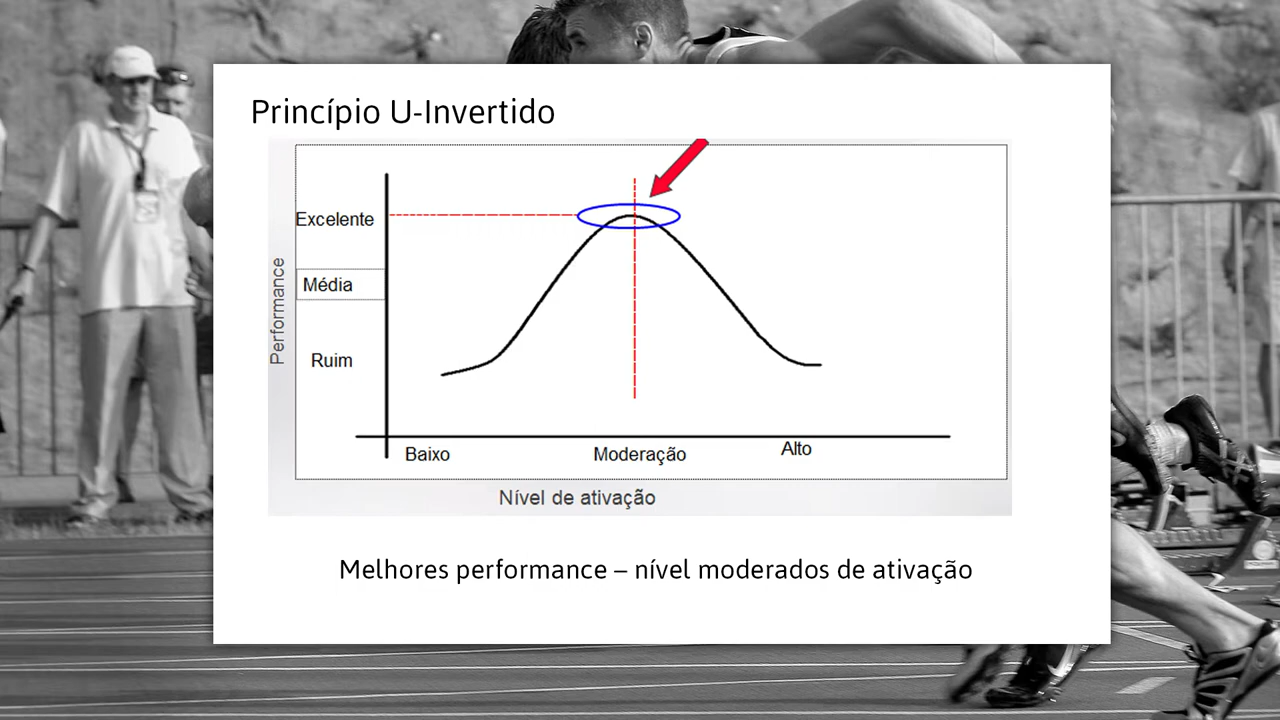 Princípio U-Invertido
Performance
Excelente
Média
Ruim
Baixo
Moderação
Alto
Nível de ativação
Melhores performance – nível moderados de ativação